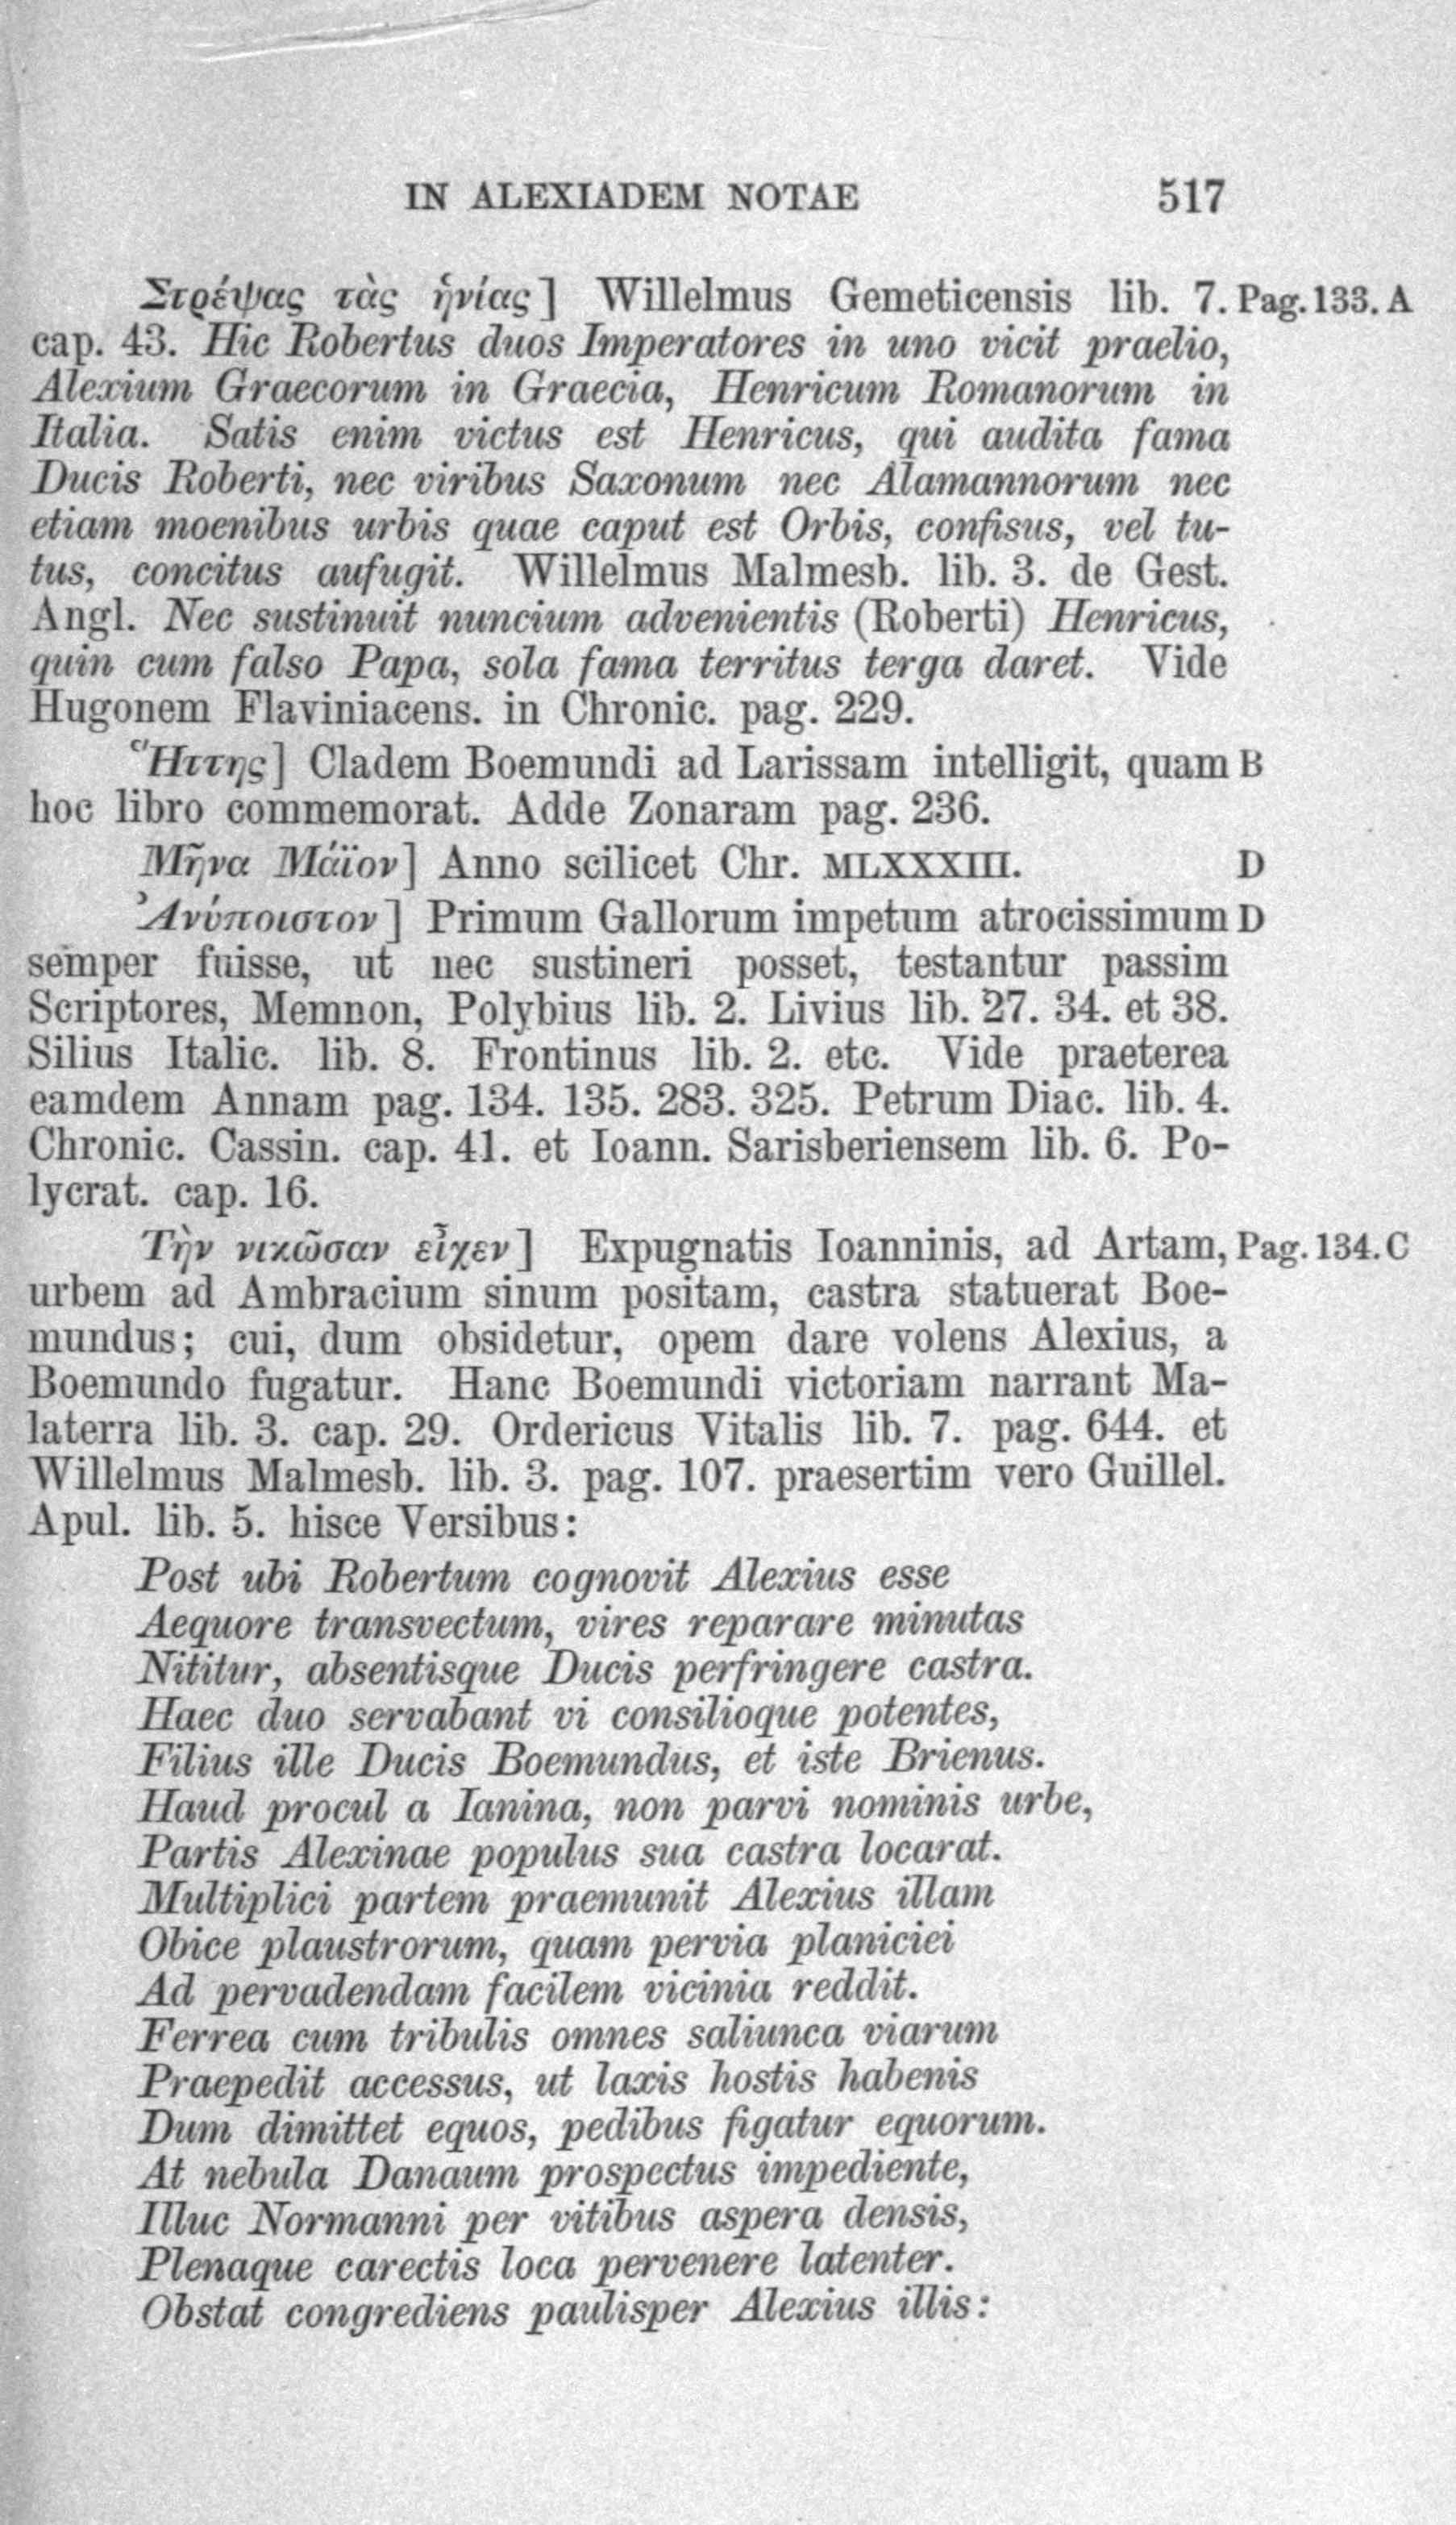 IN ALEXIADEM NOTAE 517
Στρέψας τὰς ἡνίας] Willelmus Gemeticensis lib. 7. Pag. 133. A
cap. 43. Hic Robertus duos Imperatores in uno vicit praelio,
Alexium Graecorum in Graecia, Henricum Romanorum in
Italia. Satis enim victus est Henricus, qui audita fama
Ducis Roberti, nec viribus Saxonum nec Alamannorum nec
etiam moenibus urbis quae caput est Orbis, confisus, vel tu-
tus, concitus aufugit. Willelmus Malmesb. lib. 3. de Gest.
Angl. Nec sustinuit nuncium advenientis (Roberti) Henricus,
quin cum falso Papa, sola fama territus terga daret. Vide
Hugonem Flaviniacens. in Chronic. pag. 229.
Ἥττης] Cladem Boemundi ad Larissam intelligit, quam B
hoc libro commemorat. Adde Zonaram pag. 236.
Μῆνα Μάϊον] Anno scilicet Chr. MLXXXIII. D
Ἀνύποιστον] Primum Gallorum impetum atrocissimum D
semper fuisse, ut nec sustineri posset, testantur passim
Scriptores, Memnon, Polybius lib. 2. Livius lib. 27. 34. et 38.
Silius Italic. lib. 8. Frontinus lib. 2. etc. Vide praeterea
eamdem Annam pag. 134. 135. 283. 325. Petrum Diac. lib. 4.
Chronic. Cassin. cap. 41. et Ioann. Sarisberiensem lib. 6. Po-
lycrat. cap. 16.
Τὴν νικῶσαν εἶχεν] Expugnatis Ioanninis, ad Artam, Pag. 134. C
urbem ad Ambracium sinum positam, castra statuerat Boe-
mundus; cui, dum obsidetur, opem dare volens Alexius, a
Boemundo fugatur. Hanc Boemundi victoriam narrant Ma-
laterra lib. 3. cap. 29. Ordericus Vitalis lib. 7. pag. 644. et
Willelmus Malmesb. lib. 3. pag. 107. praesertim vero Guillel.
Apul. lib. 5. hisce Versibus:
Post ubi Robertum cognovit Alexius esse
Aequore transvectum, vires reparare minutas
Nititur, absentisque Ducis perfringere castra.
Haec duo servabant vi consilioque potentes,
Filius ille Ducis Boemundus, et iste Brienus.
Haud procul a Ianina, non parvi nominis urbe,
Partis Alexinae populus sua castra locarat.
Multiplici partem praemunit Alexius illam
Obice plaustrorum, quam pervia planiciei
Ad pervadendam facilem vicinia reddit.
Ferrea cum tribulis omnes saliunca viarum
Praepedit accessus, ut laxis hostis habenis
Dum dimittet equos, pedibus figatur equorum.
At nebula Danaum prospectus impediente,
Illuc Normanni per vitibus aspera densis,
Plenaque carectis loca pervenere latenter.
Obstat congrediens paulisper Alexius illis: